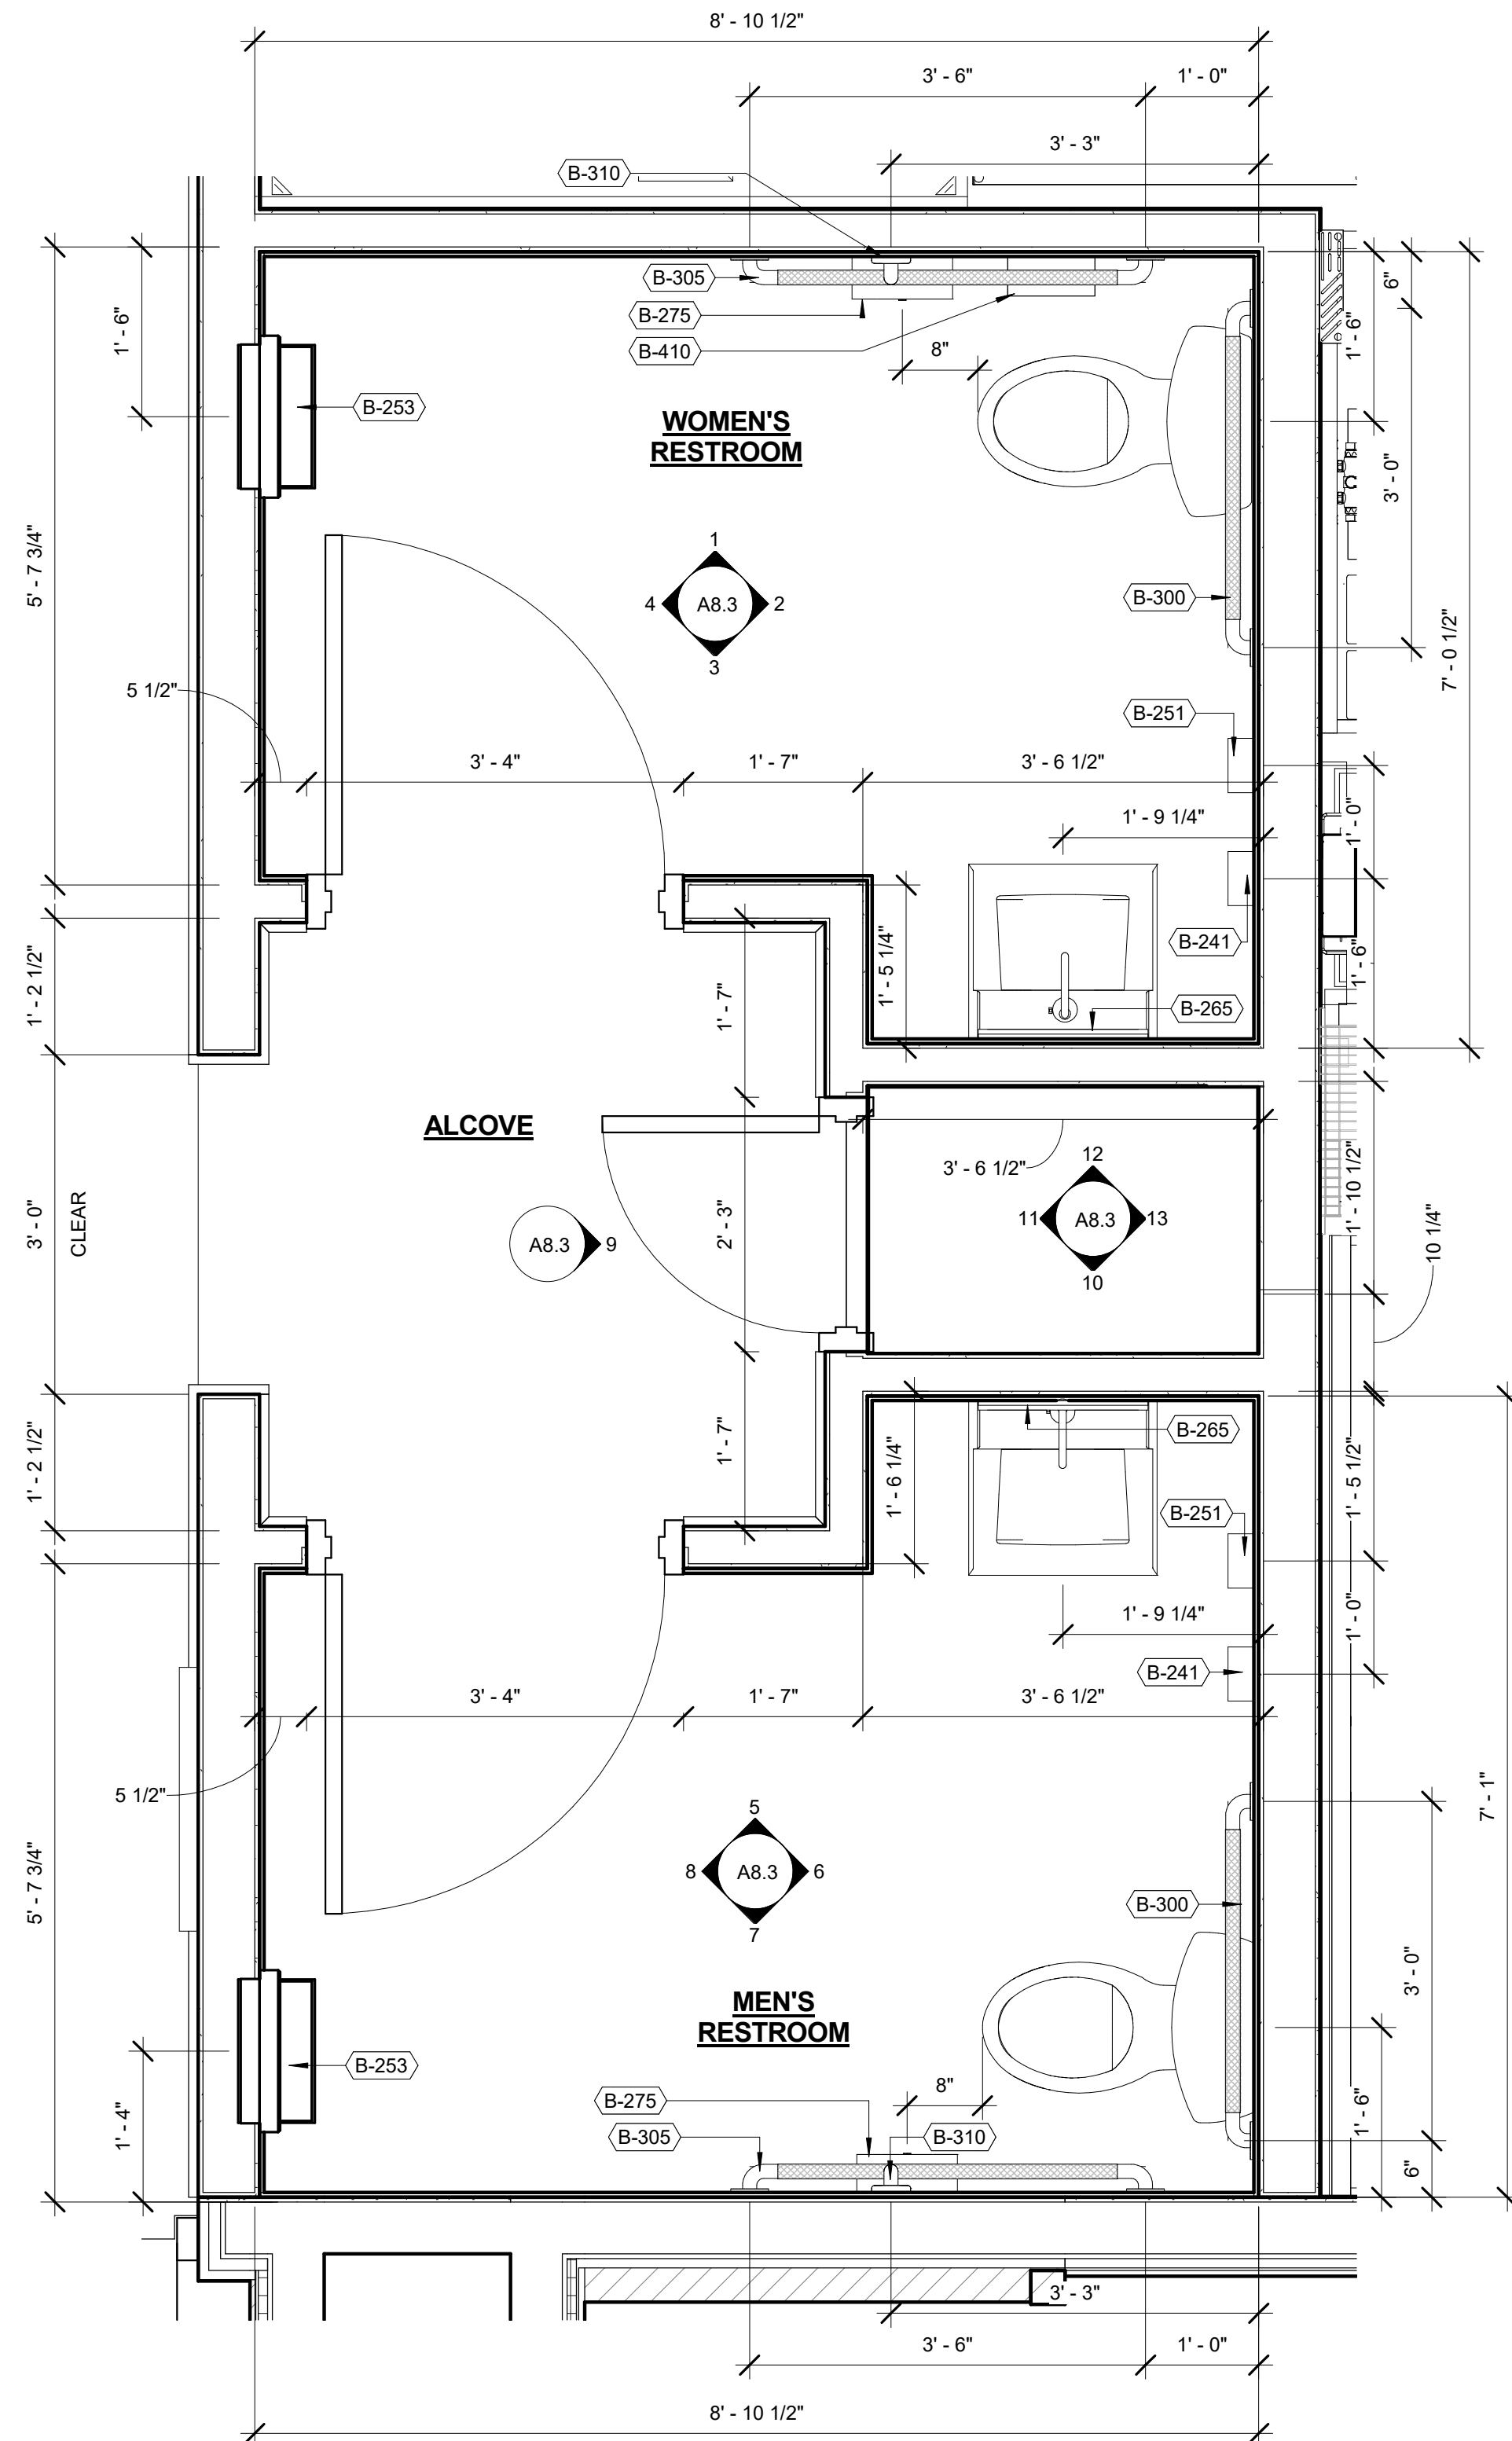 8' - 10 1/2"
3' - 6"
1' - 0"
3' - 3"
B-310
B-305
B-275
B-410
8"
1' - 6"
6"
1' - 6"
B-253
WOMEN'S
RESTROOM
3' - 0"
1
4
A8.3
2
3
B-300
5' - 7 3/4"
7' - 0 1/2"
5 1/2"
B-251
3' - 4"
1' - 7"
3' - 6 1/2"
1' - 9 1/4"
1' - 0"
B-241
1' - 5 1/4"
1' - 6"
1' - 2 1/2"
1' - 7"
B-265
ALCOVE
3' - 6 1/2"
12
11
A8.3
13
10
1' - 10 1/2"
3' - 0"
CLEAR
A8.3
9
2' - 3"
10 1/4"
B-265
1' - 2 1/2"
1' - 7"
1' - 6 1/4"
1' - 5 1/2"
B-251
1' - 9 1/4"
1' - 0"
B-241
3' - 4"
1' - 7"
3' - 6 1/2"
5 1/2"
5
8
A8.3
6
7
7' - 1"
5' - 7 3/4"
B-300
3' - 0"
MEN'S
RESTROOM
B-253
8"
B-275
B-305
B-310
1' - 4"
1' - 6"
6"
3' - 3"
3' - 6"
1' - 0"
8' - 10 1/2"